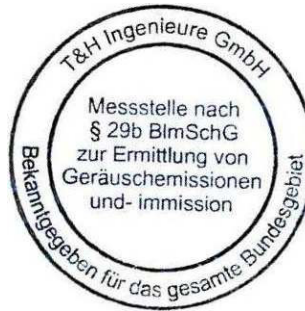 T&H Ingenieure GmbH
Messstelle nach
§ 29b BImSchG
zur Ermittlung von
Geräuschemissionen
und- immission
Bekanntgegeben für das gesamte Bundesgebiet